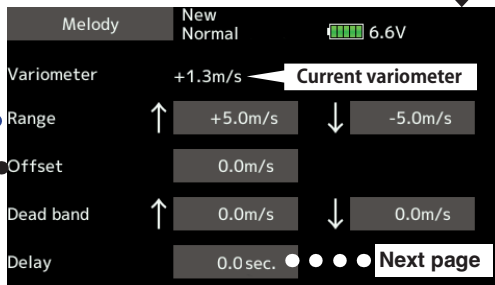 Melody New Normal 6.6V
Variometer +1.3m/s Current variometer
Range ↑ +5.0m/s ↓ -5.0m/s
Offset 0.0m/s
Dead band ↑ 0.0m/s ↓ 0.0m/s
Delay 0.0sec. Next page